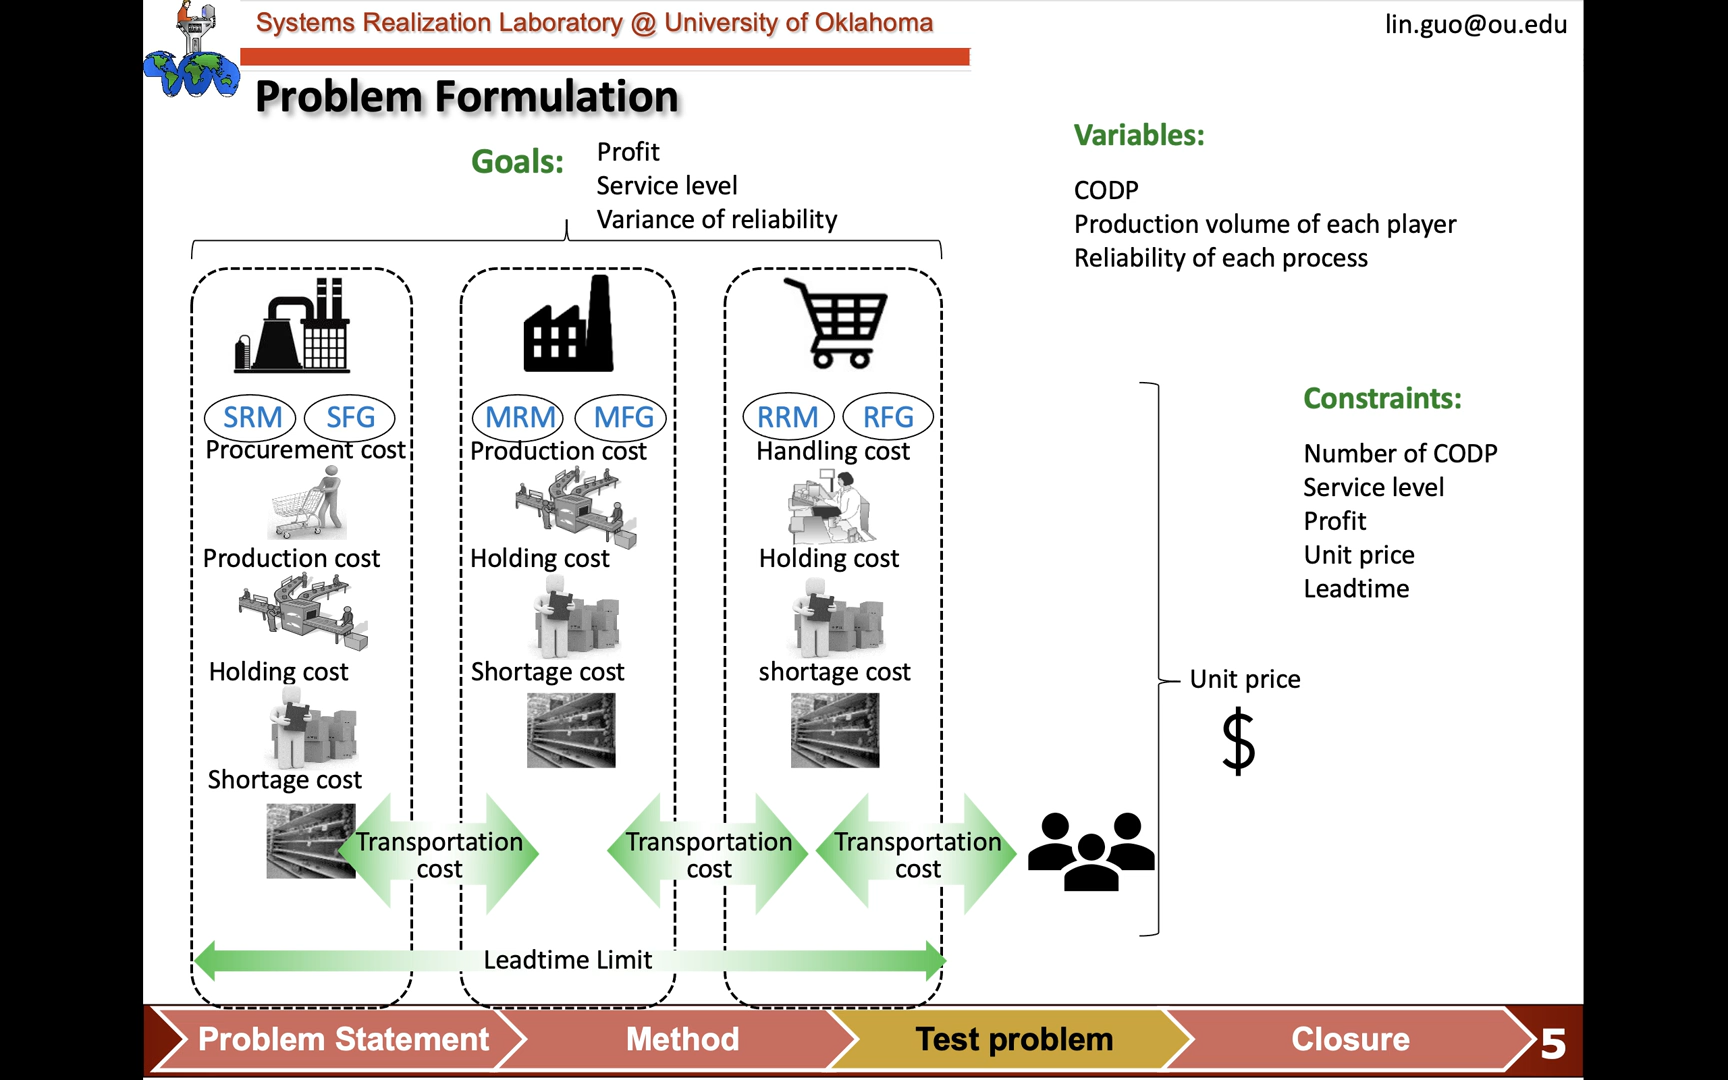 Systems Realization Laboratory @ University of Oklahoma
lin.guo@ou.edu
Problem Formulation
Goals:
Profit
Service level
Variance of reliability
Variables:
CODP
Production volume of each player
Reliability of each process
SRM
SFG
Procurement cost
Production cost
Holding cost
Shortage cost
MRM
MFG
Production cost
Holding cost
Shortage cost
RRM
RFG
Handling cost
Holding cost
shortage cost
Transportation
cost
Transportation
cost
Transportation
cost
Leadtime Limit
Constraints:
Number of CODP
Service level
Profit
Unit price
Leadtime
Unit price
$
Problem Statement
Method
Test problem
Closure
5